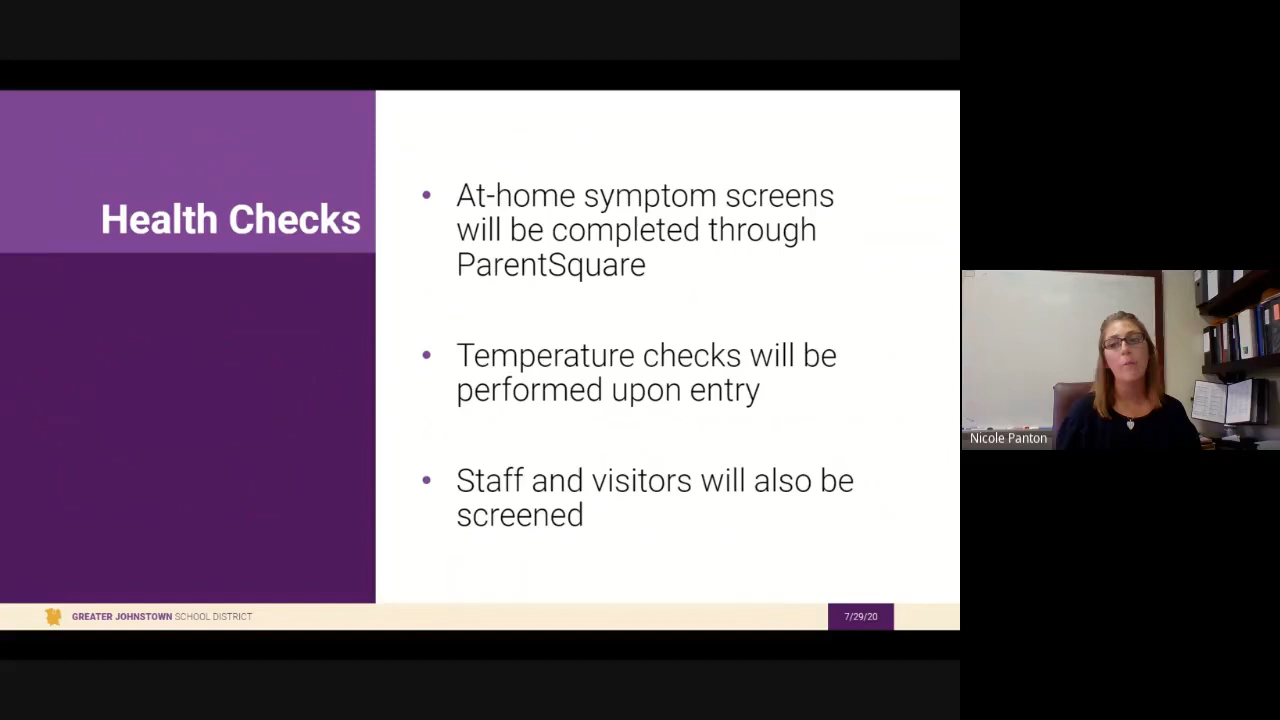 Health Checks
• At-home symptom screens
will be completed through
ParentSquare
• Temperature checks will be
performed upon entry
• Staff and visitors will also be
screened
GREATER JOHNSTOWN SCHOOL DISTRICT
7/29/20
Nicole Panton